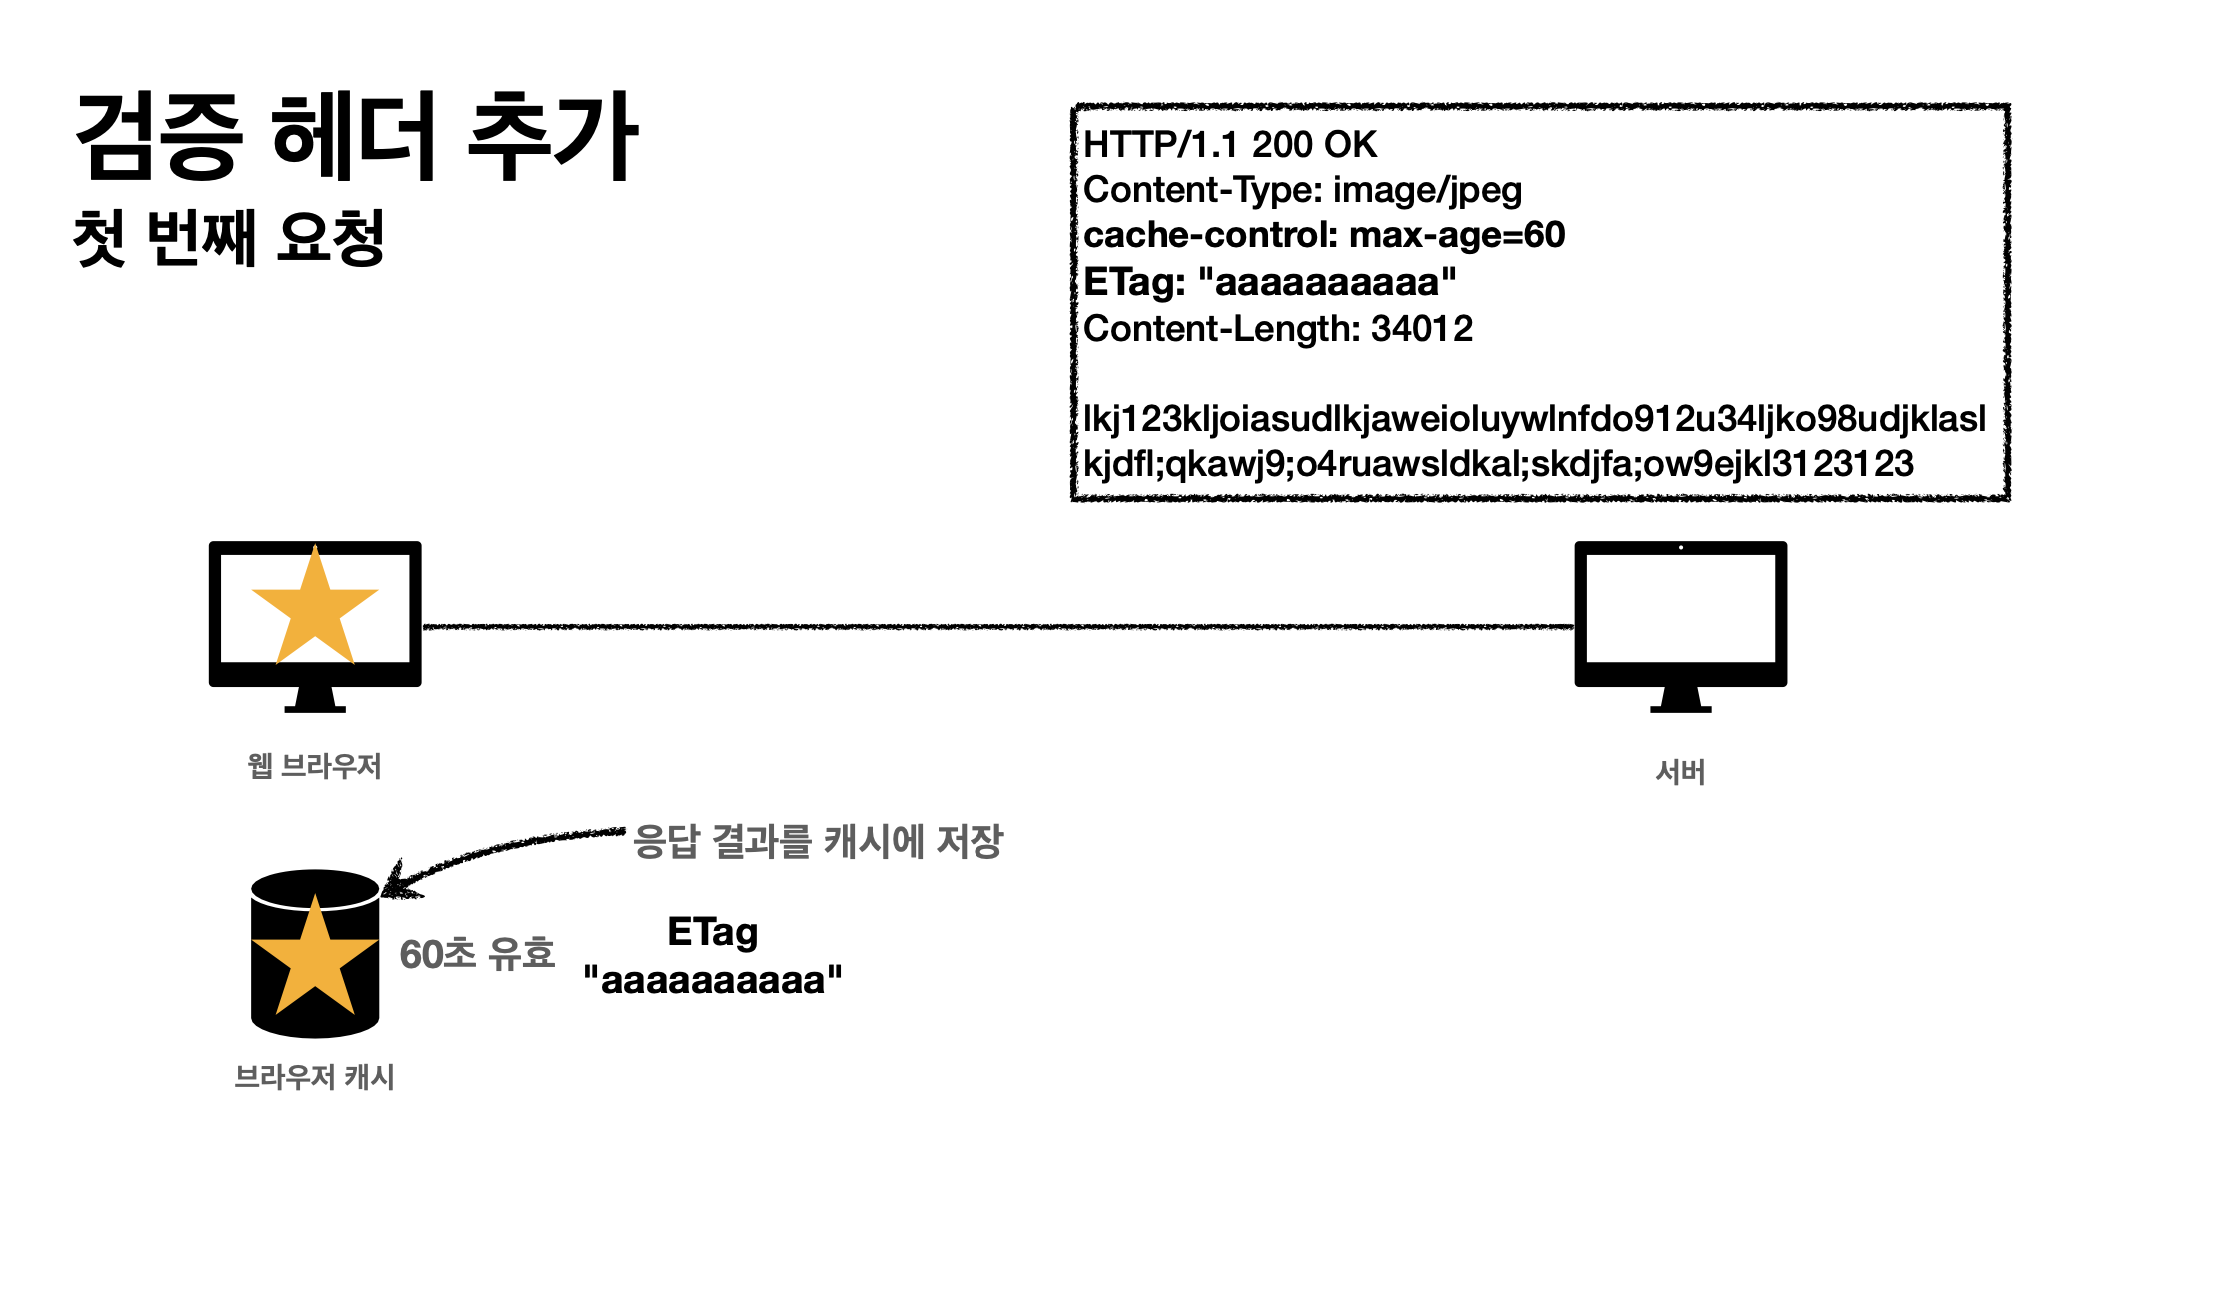 검증 헤더 추가
첫 번째 요청
HTTP/1.1 200 OK
Content-Type: image/jpeg
cache-control: max-age=60
ETag: "aaaaaaaaaa"
Content-Length: 34012
lkj123kljoiasudlkjaweioluywlnfdo912u34ljko98udjklasl
kjdfl;qkawj9;o4ruawsldkal;skdjfa;ow9ejkl3123123
웹 브라우저
서버
응답 결과를 캐시에 저장
60초 유효
ETag
"aaaaaaaaaa"
브라우저 캐시